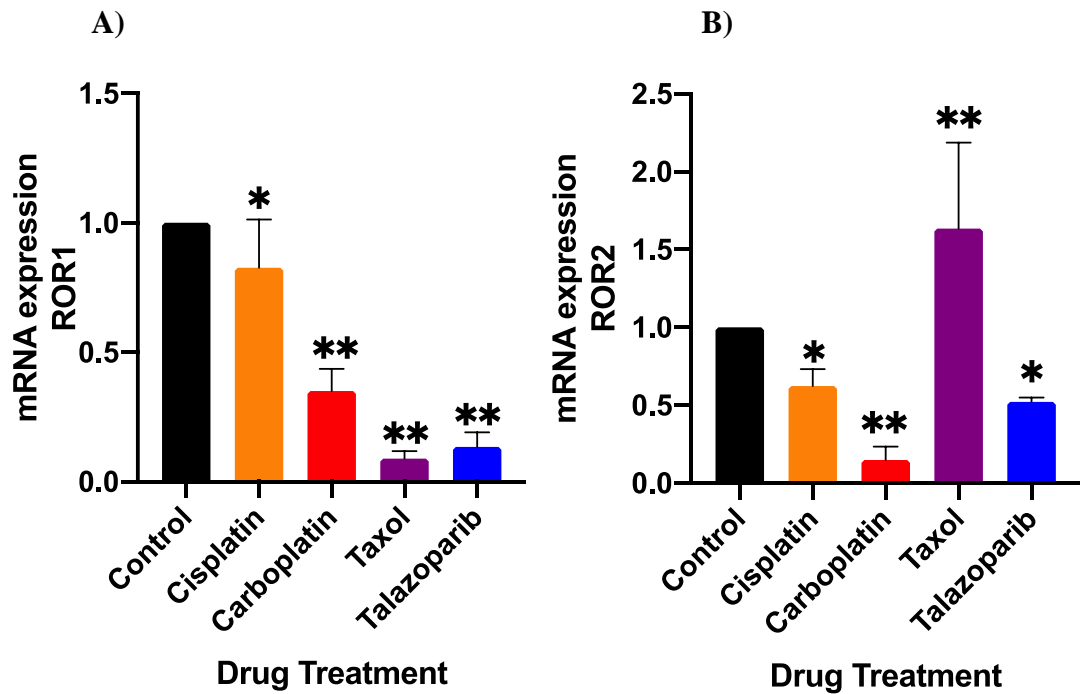 A)
mRNA expression
ROR1
1.5
1.0
0.5
0.0
*
**
**
**
Control
Cisplatin
Carboplatin
Taxol
Talazoparib
Drug Treatment
B)
mRNA expression
ROR2
2.5
2.0
1.5
1.0
0.5
0.0
*
**
**
*
Control
Cisplatin
Carboplatin
Taxol
Talazoparib
Drug Treatment